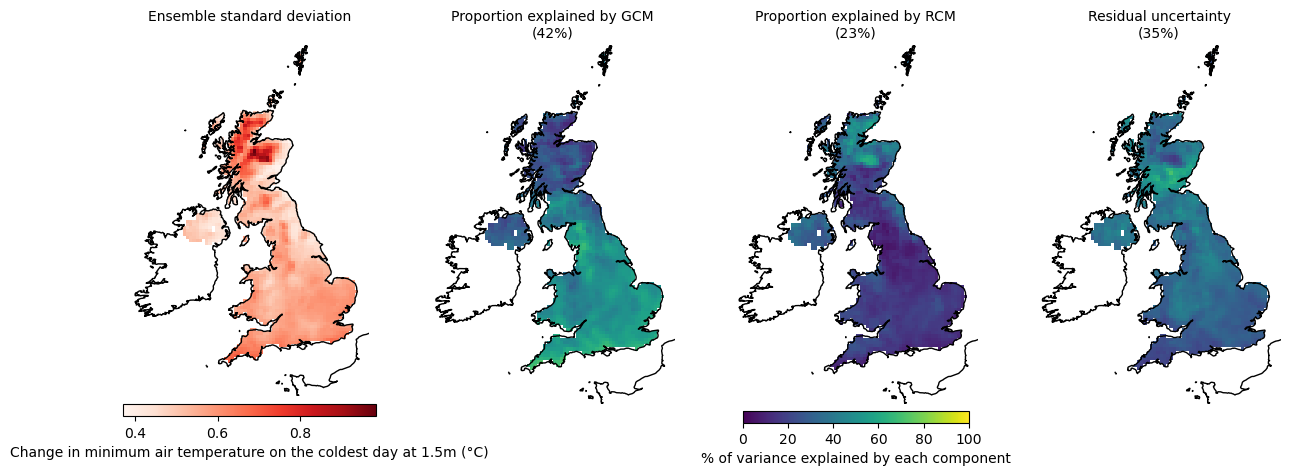 Ensemble standard deviation
Proportion explained by GCM
(42%)
Proportion explained by RCM
(23%)
Residual uncertainty
(35%)
0.4 0.6 0.8
Change in minimum air temperature on the coldest day at 1.5m (°C)
0 20 40 60 80 100
% of variance explained by each component